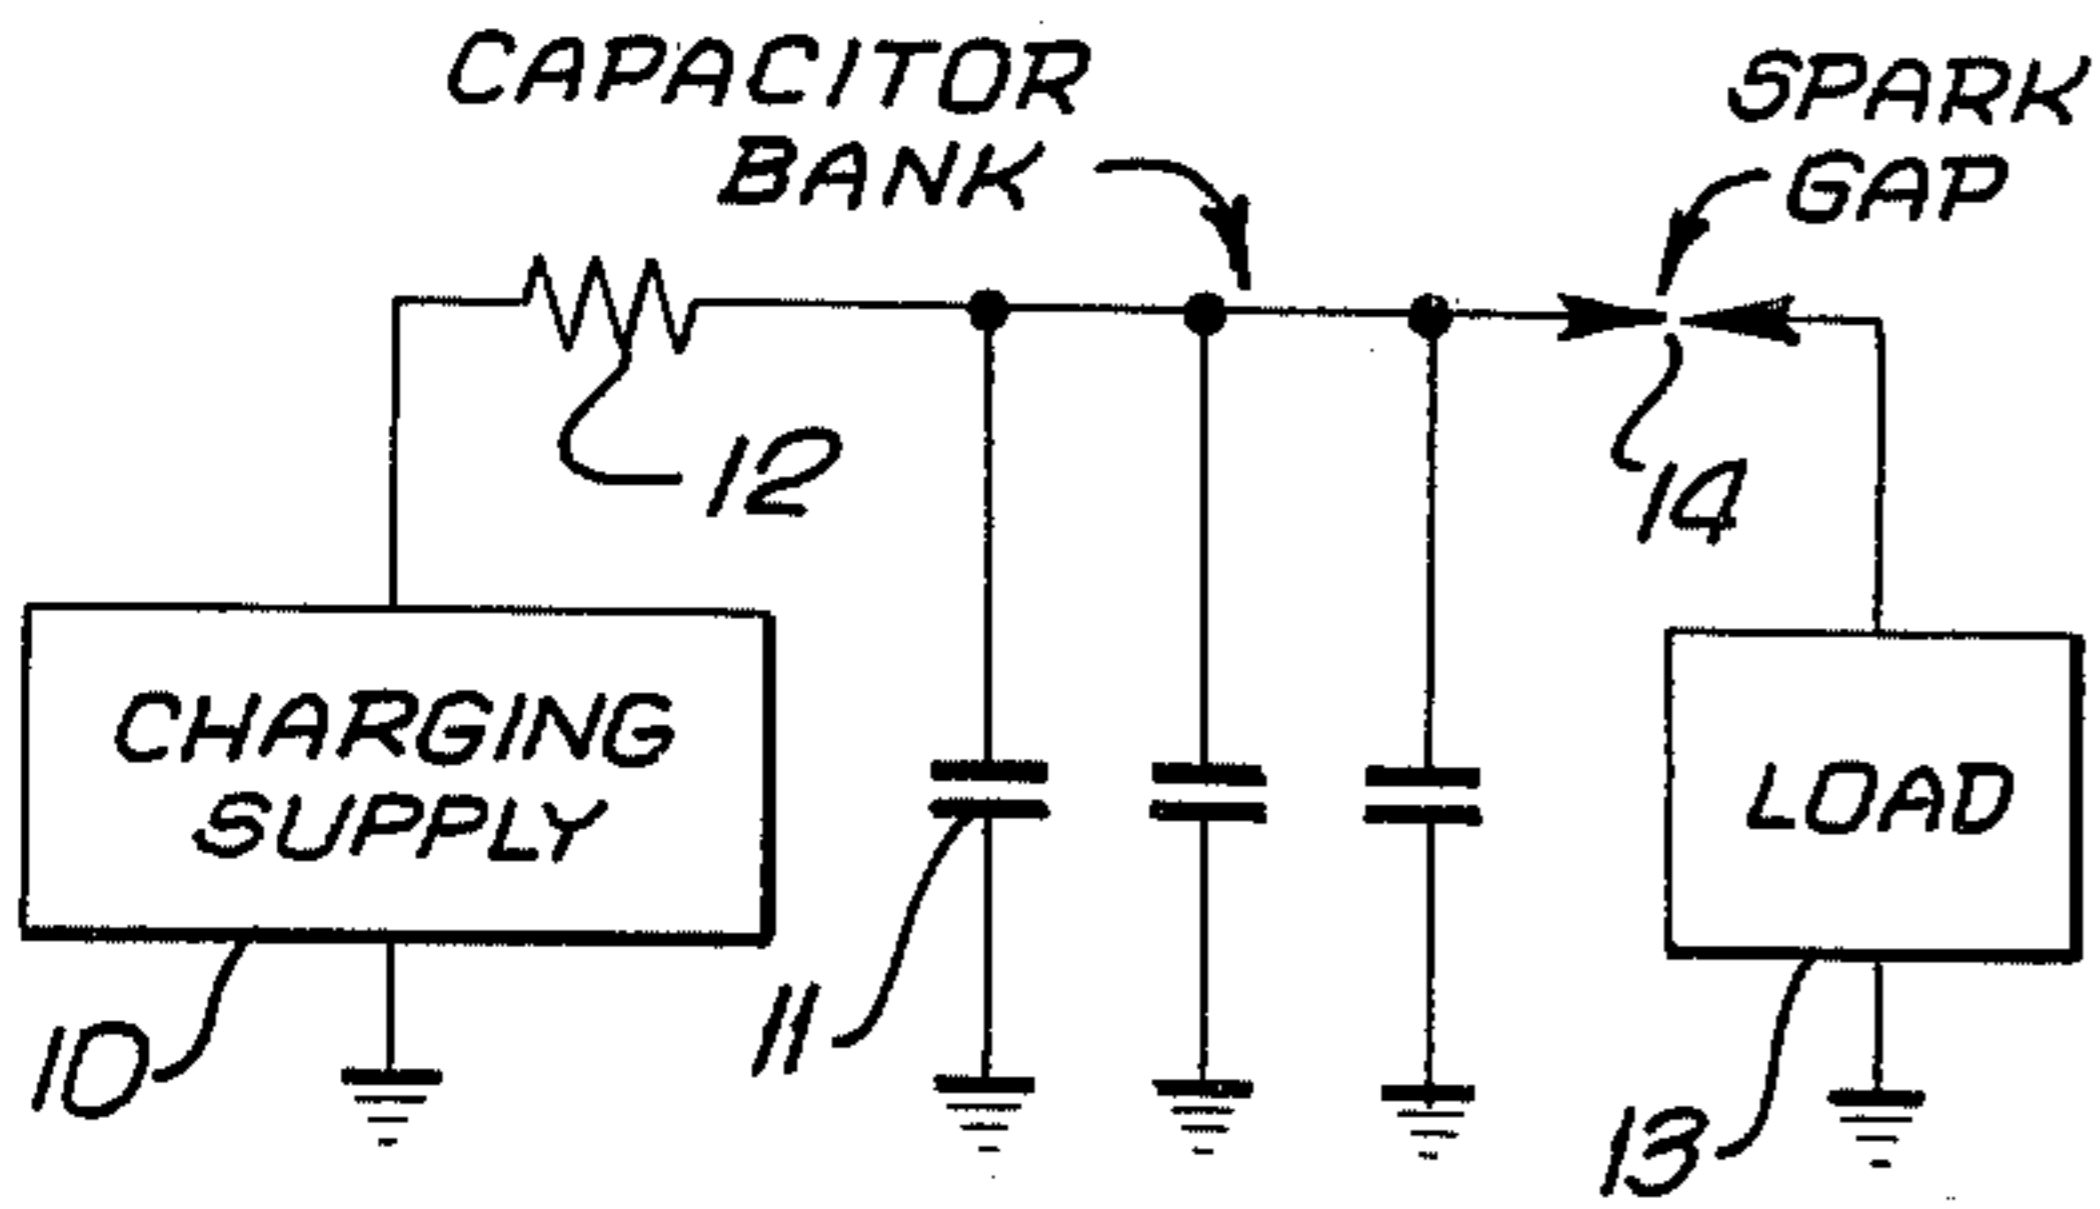 CAPACITOR
BANK
SPARK
GAP
12
14
CHARGING
SUPPLY
LOAD
11
10
13